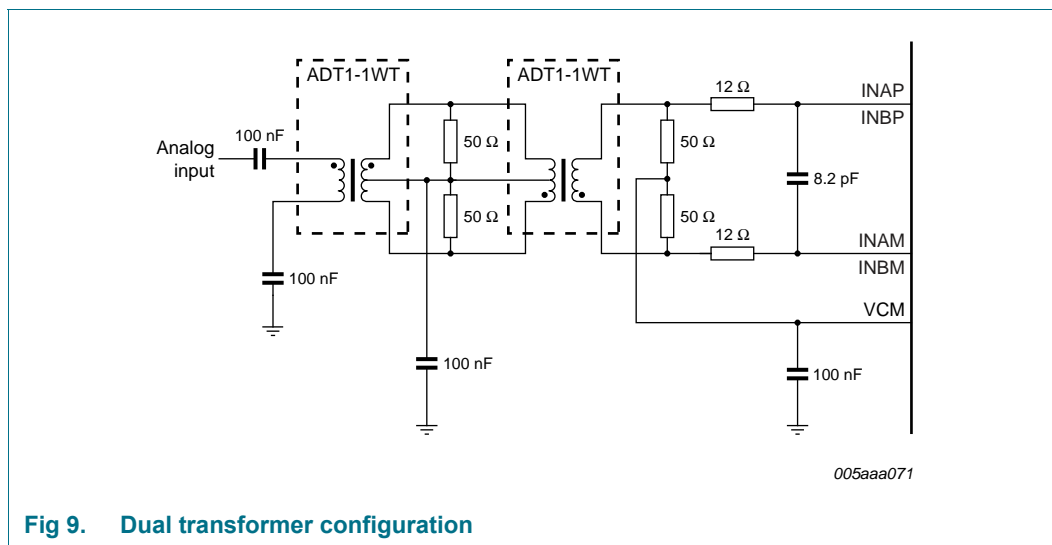 ADT1-1WT
ADT1-1WT
100 nF
Analog
input
12 Ω
INAP
INBP
50 Ω
50 Ω
8.2 pF
50 Ω
50 Ω
12 Ω
INAM
INBM
100 nF
VCM
100 nF
100 nF
005aaa071
Fig 9. Dual transformer configuration